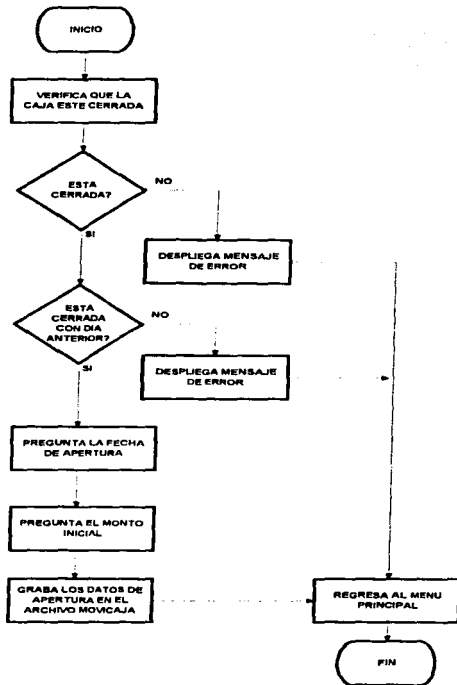 INICIO
VERIFICA QUE LA
CAJA ESTE CERRADA
ESTA
CERRADA?
NO
SI
DESPLIEGA MENSAJE
DE ERROR
ESTA
CERRADA
CON DIA
ANTERIOR?
NO
SI
DESPLIEGA MENSAJE
DE ERROR
PREGUNTA LA FECHA
DE APERTURA
PREGUNTA EL MONTO
INICIAL
GRABA LOS DATOS DE
APERTURA EN EL
ARCHIVO MOVICAJA
REGRESA AL MENU
PRINCIPAL
FIN